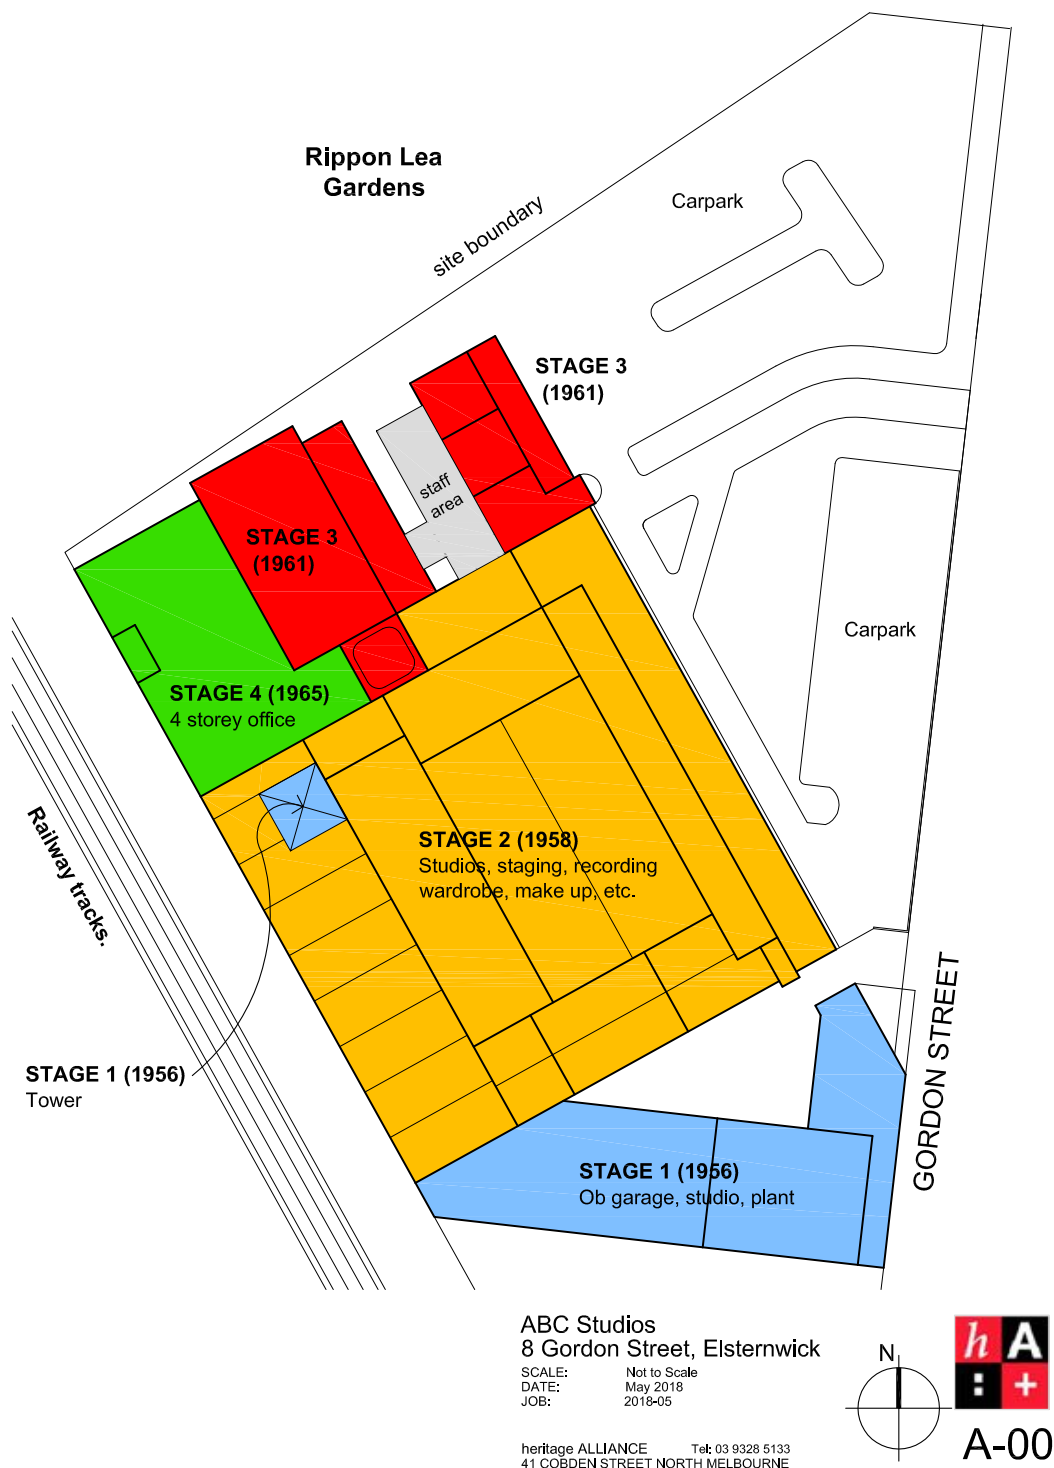 Rippon Lea
Gardens
site boundary
Carpark
STAGE 3
(1961)
staff
area
STAGE 3
(1961)
Carpark
STAGE 4 (1965)
4 storey office
STAGE 2 (1958)
Studios, staging, recording
wardrobe, make up, etc.
Railway tracks.
GORDON STREET
STAGE 1 (1956)
Tower
STAGE 1 (1956)
Ob garage, studio, plant
ABC Studios
8 Gordon Street, Elsternwick
SCALE: Not to Scale
DATE: May 2018
JOB: 2018-05
N
hA
:+
heritage ALLIANCE Tel: 03 9328 5133
41 COBDEN STREET NORTH MELBOURNE
A-00